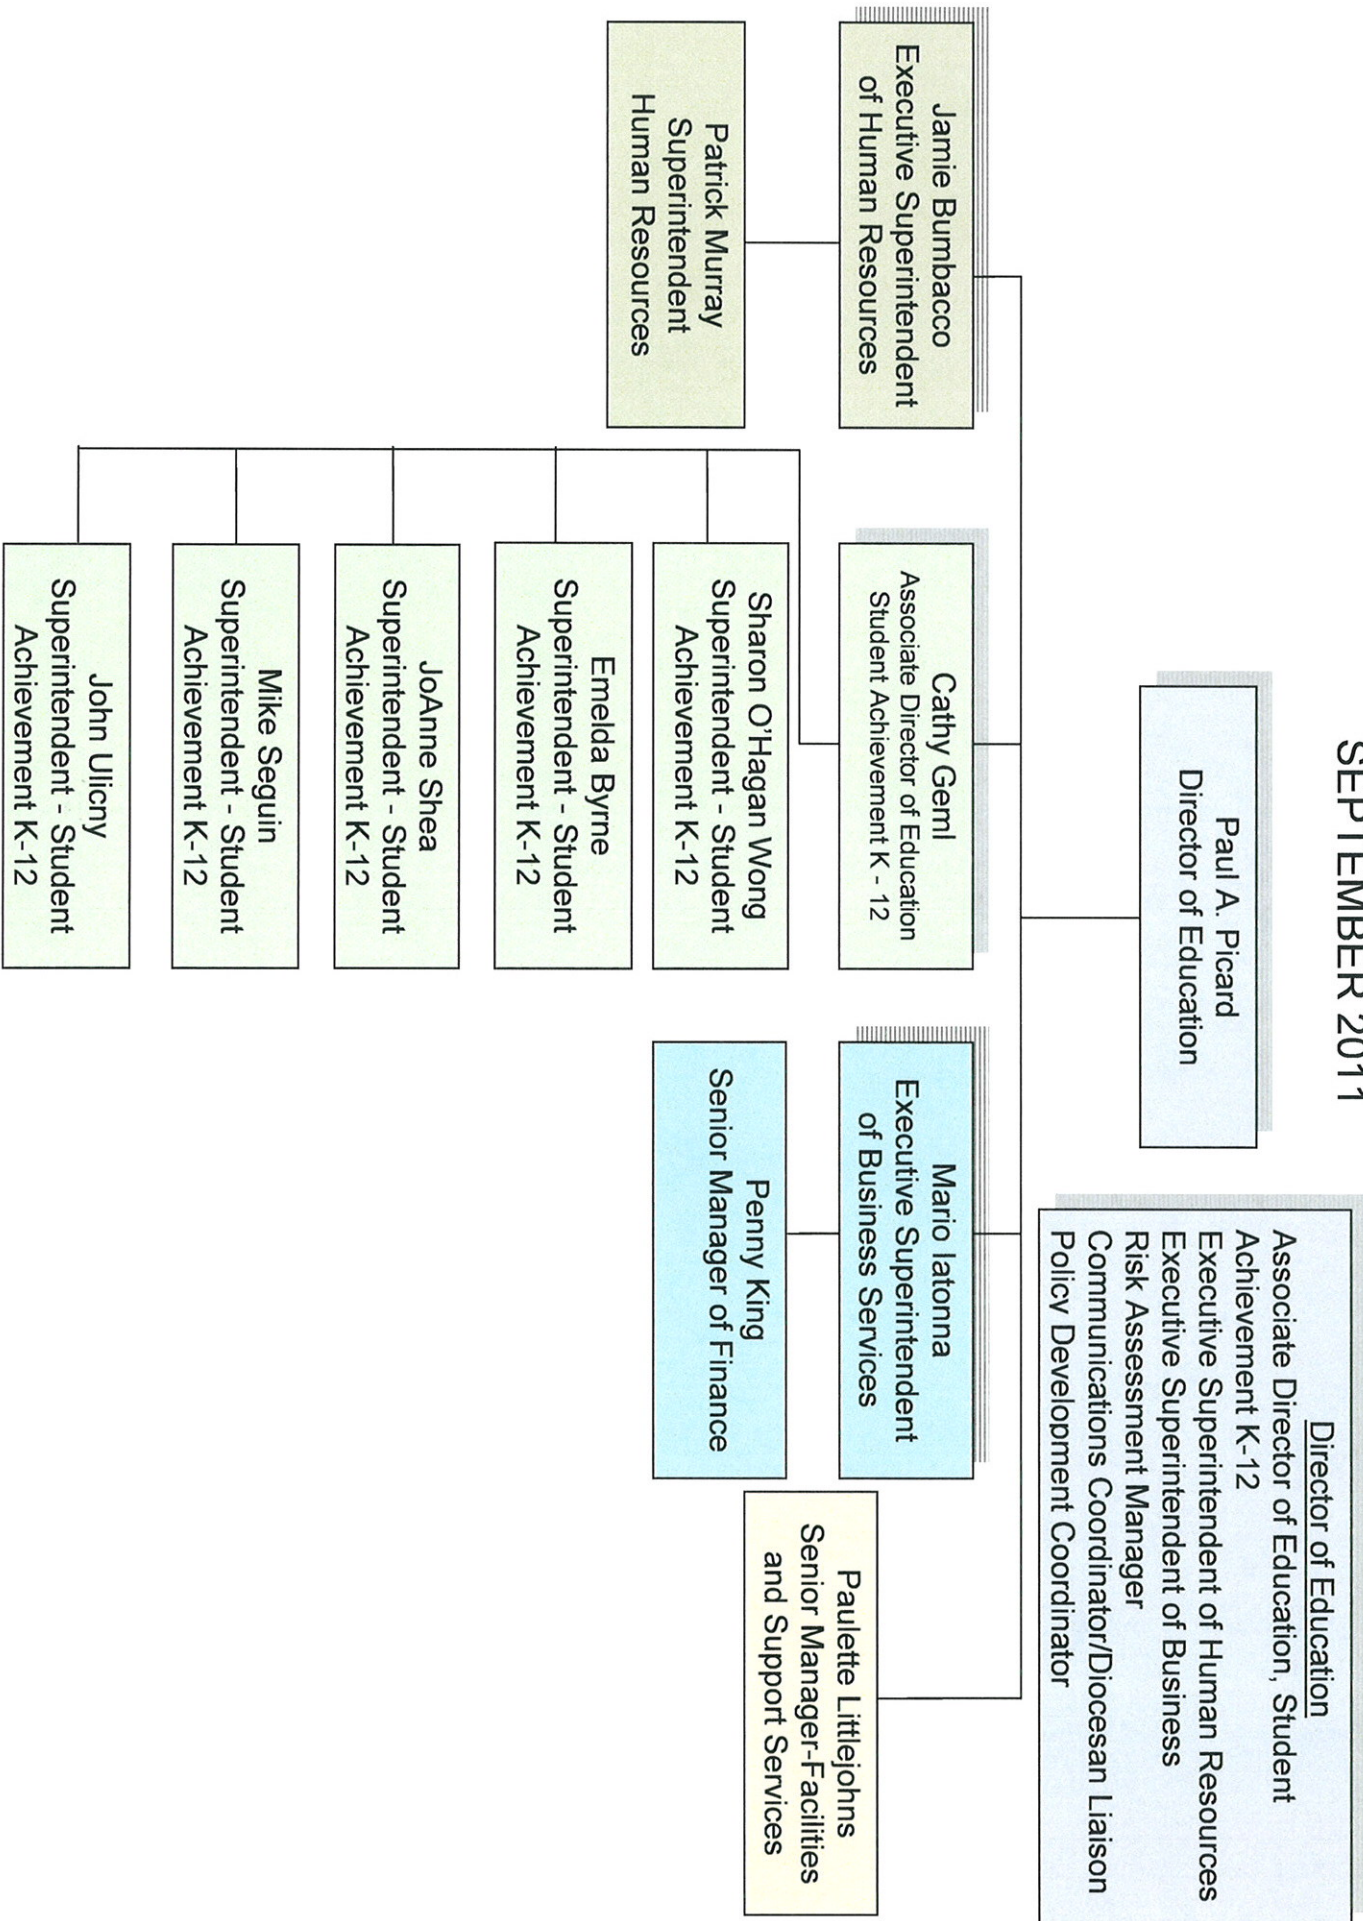 SEPTEMBER 2011
Paul A. Picard
Director of Education
Director of Education
Associate Director of Education, Student
Achievement K-12
Executive Superintendent of Human Resources
Executive Superintendent of Business
Risk Assessment Manager
Communications Coordinator/Diocesan Liaison
Policy Development Coordinator
Jamie Bumbacco
Executive Superintendent
of Human Resources
Patrick Murray
Superintendent
Human Resources
Cathy Geml
Associate Director of Education
Student Achievement K - 12
Sharon O'Hagan Wong
Superintendent - Student
Achievement K-12
Emelda Byrne
Superintendent - Student
Achievement K-12
JoAnne Shea
Superintendent - Student
Achievement K-12
Mike Seguin
Superintendent - Student
Achievement K-12
John Ulicny
Superintendent - Student
Achievement K-12
Mario Iatonna
Executive Superintendent
of Business Services
Penny King
Senior Manager of Finance
Paulette Littlejohns
Senior Manager-Facilities
and Support Services